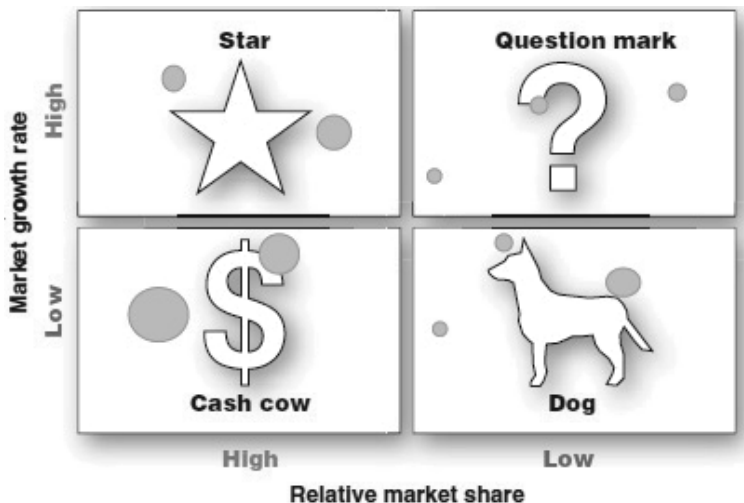 Star
Question mark
Market growth rate
High
Low
Cash cow
Dog
High
Low
Relative market share